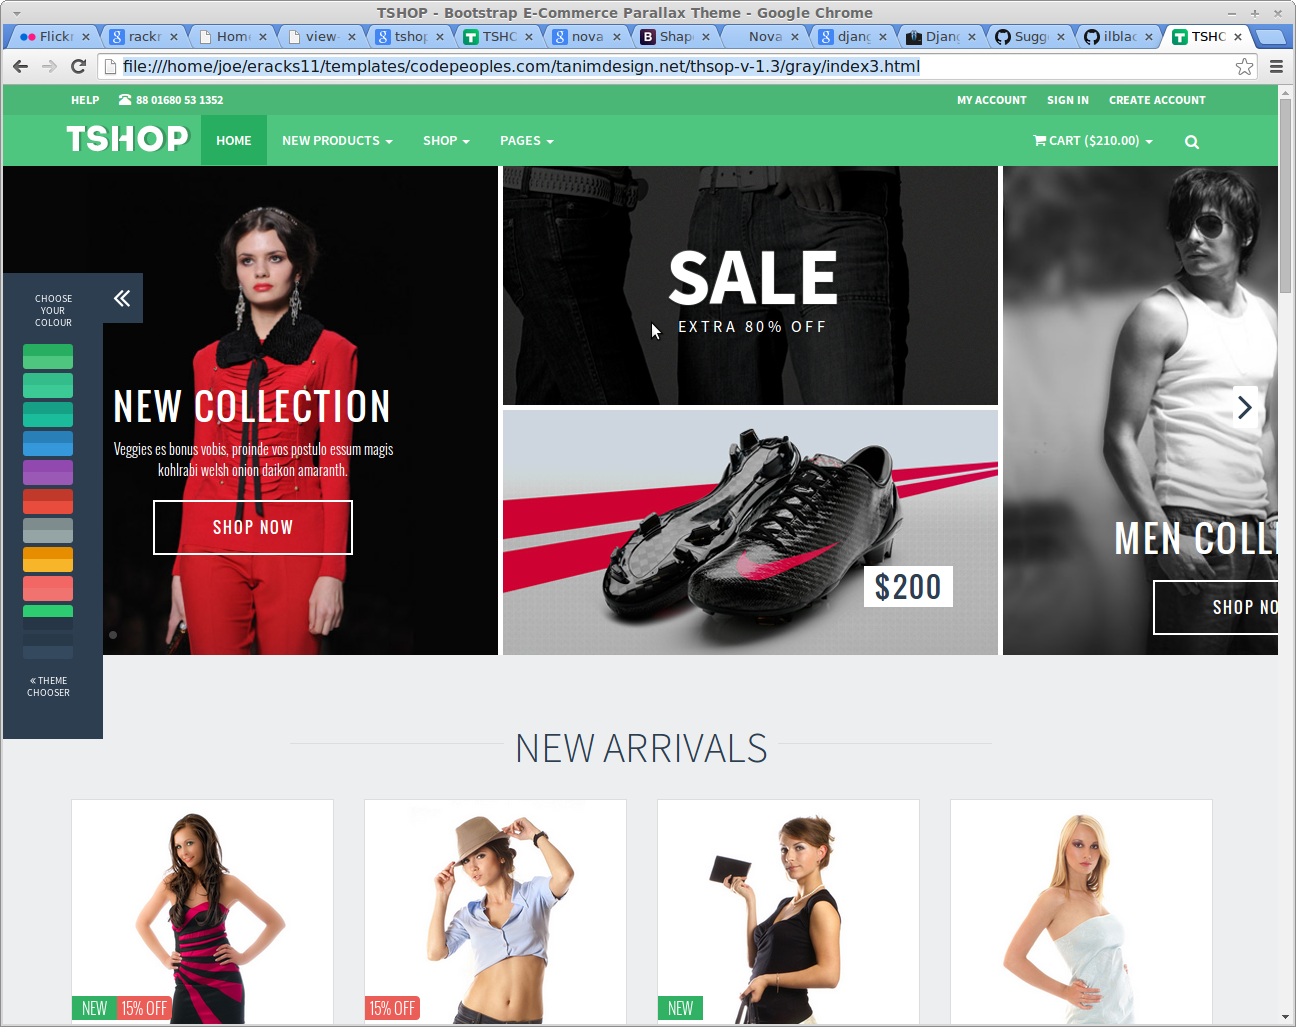 TSHOP - Bootstrap E-Commerce Parallax Theme - Google Chrome
Flickr
rackr
Home
view-
tshop
TSHC
nova
Shape
Nova
djang
Djang
Sugg
ilblac
TSHC
file:///home/joe/eracks11/templates/codepeoples.com/tanimdesign.net/thsop-v-1.3/gray/index3.html
HELP
88 01680 53 1352
MY ACCOUNT
SIGN IN
CREATE ACCOUNT
TSHOP
HOME
NEW PRODUCTS
SHOP
PAGES
CART ($210.00)
CHOOSE
YOUR
COLOUR
« THEME
CHOOSER
NEW COLLECTION
Veggies es bonus vobis, proinde vos postulo essum magis
kohlrabi welsh onion daikon amaranth.
SHOP NOW
SALE
EXTRA 80% OFF
$200
MEN COLL
SHOP NO
NEW ARRIVALS
NEW
15% OFF
15% OFF
NEW